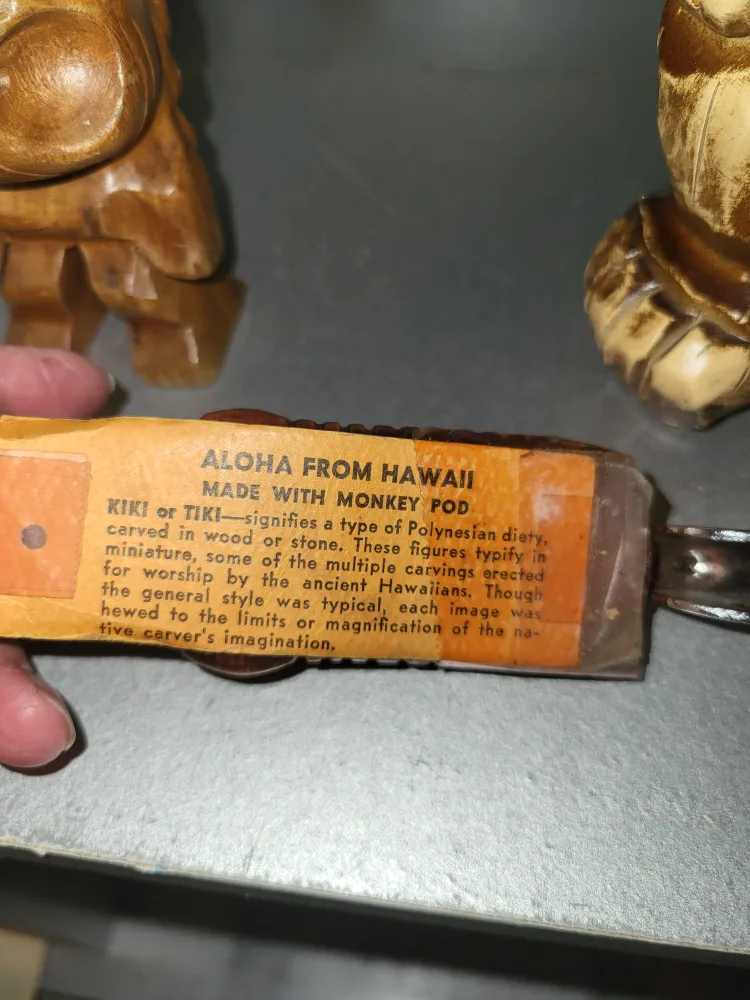 ALOHA FROM HAWAII
MADE WITH MONKEY POD
KIKI or TIKI—signifies a type of Polynesian diety,
carved in wood or stone. These figures typify in
miniature, some of the multiple carvings erected
for worship by the ancient Hawaiians. Though
the general style was typical, each image was
hewed to the limits or magnification of the na-
tive carver's imagination.